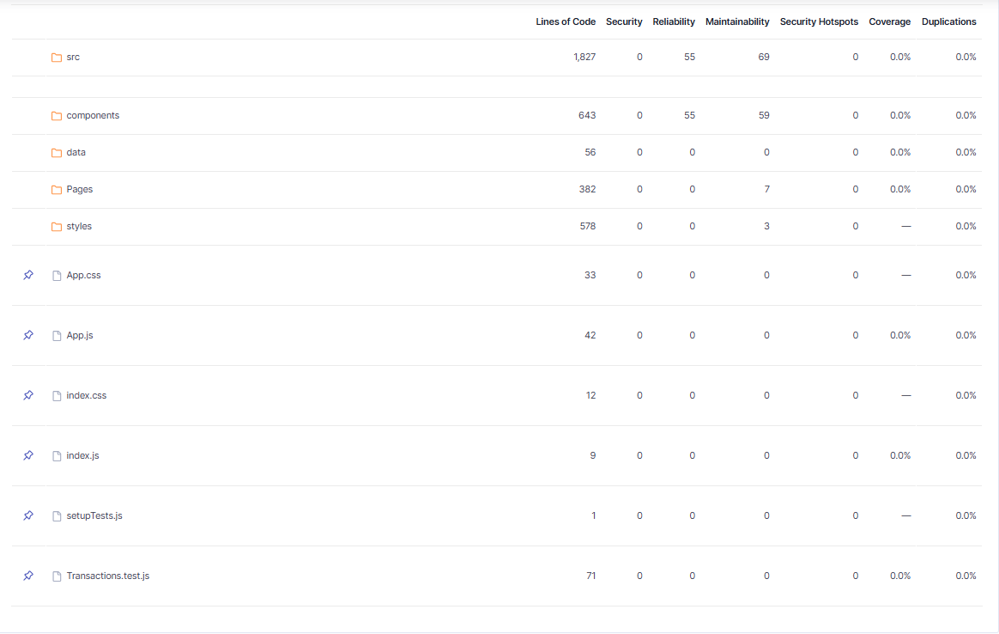 Lines of Code Security Reliability Maintainability Security Hotspots Coverage Duplications
src 1,827 0 55 69 0 0.0% 0.0%
components 643 0 55 59 0 0.0% 0.0%
data 56 0 0 0 0 0.0% 0.0%
Pages 382 0 0 7 0 0.0% 0.0%
styles 578 0 0 3 0 — 0.0%
App.css 33 0 0 0 0 — 0.0%
App.js 42 0 0 0 0 0.0% 0.0%
index.css 12 0 0 0 0 — 0.0%
index.js 9 0 0 0 0 0.0% 0.0%
setupTests.js 1 0 0 0 0 — 0.0%
Transactions.test.js 71 0 0 0 0 0.0% 0.0%